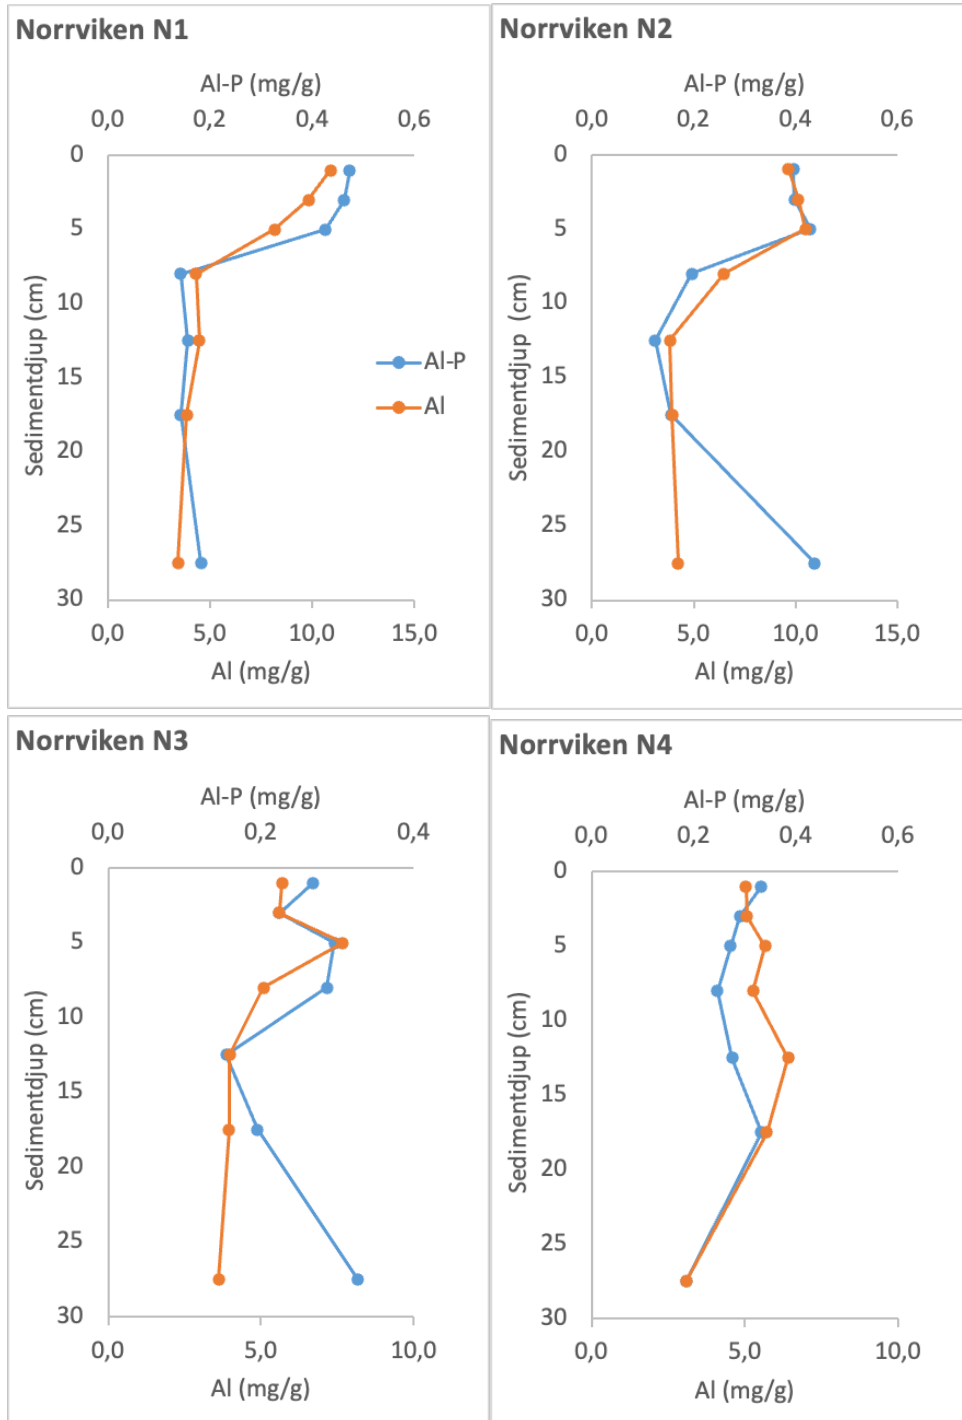 Norrviken N1
Al-P (mg/g)
0,0 0,2 0,4 0,6
0
5
10
15
20
25
30
Sedimentdjup (cm)
Al-P
Al
0,0 5,0 10,0 15,0
Al (mg/g)
Norrviken N2
Al-P (mg/g)
0,0 0,2 0,4 0,6
0
5
10
15
20
25
30
Sedimentdjup (cm)
0,0 5,0 10,0 15,0
Al (mg/g)
Norrviken N3
Al-P (mg/g)
0,0 0,2 0,4
0
5
10
15
20
25
30
Sedimentdjup (cm)
0,0 5,0 10,0
Al (mg/g)
Norrviken N4
Al-P (mg/g)
0,0 0,2 0,4 0,6
0
5
10
15
20
25
30
Sedimentdjup (cm)
0,0 5,0 10,0
Al (mg/g)